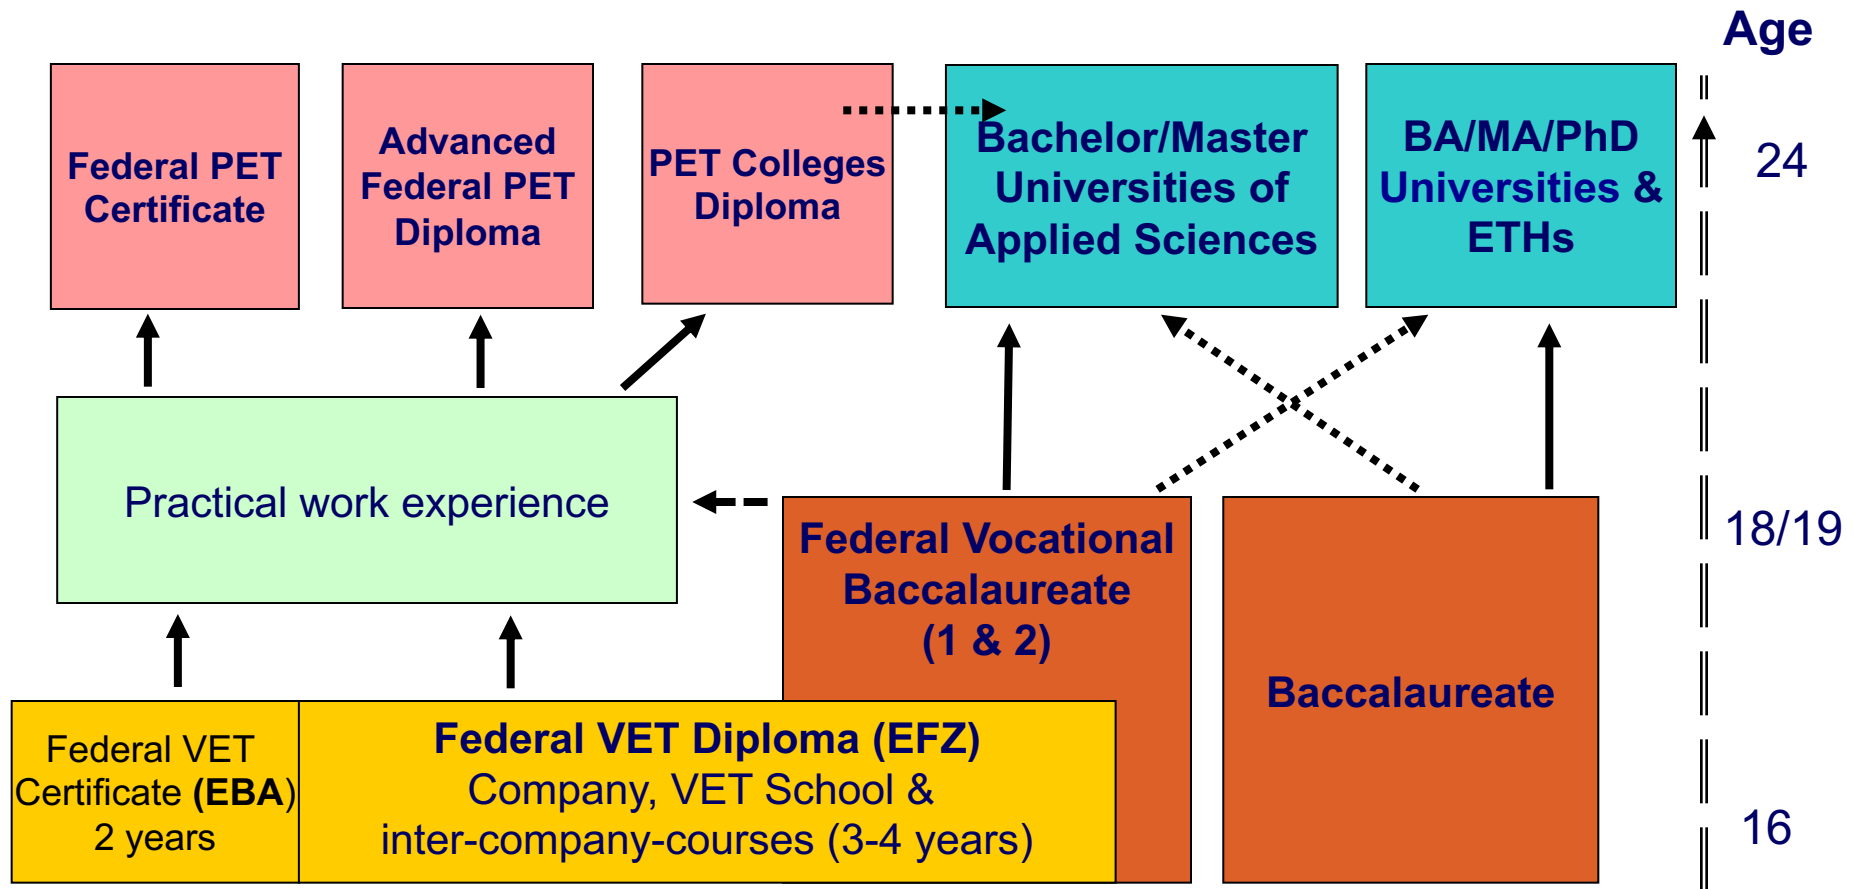 Age
Federal PET
Certificate
Advanced
Federal PET
Diploma
PET Colleges
Diploma
Bachelor/Master
Universities of
Applied Sciences
BA/MA/PhD
Universities &
ETHs
24
Practical work experience
Federal Vocational
Baccalaureate
(1 & 2)
Baccalaureate
18/19
Federal VET
Certificate (EBA)
2 years
Federal VET Diploma (EFZ)
Company, VET School &
inter-company-courses (3-4 years)
16